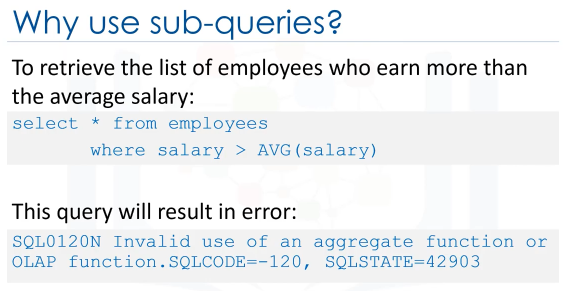 Why use sub-queries?
To retrieve the list of employees who earn more than
the average salary:
select * from employees
where salary > AVG(salary)
This query will result in error:
SQL0120N Invalid use of an aggregate function or
OLAP function.SQLCODE=-120, SQLSTATE=42903